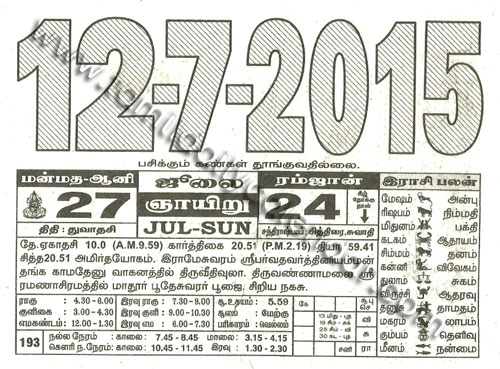 12-7-2015
பசிக்கும் கண்கள் தூங்குவதில்லை.
மன்மத-ஆனி ஜூலை ரம்ஜான் இராசி பலன்
27 ஞாயிறு 24 கீழ் நோக்கு நாள்
திதி : துவாதசி JUL-SUN சந்திராஷ்டமம் சித்திரை, சுவாதி
மேஷம் அன்பு
ரிஷபம் நிம்மதி
மிதுனம் பக்தி
கடகம் ஆதாயம்
சிம்மம் தனம்
கன்னி விவேகம்
துலாம் சுகம்
விருச் ஆதரவு
தனுசு தாமதம்
மகரம் லாபம்
கும்பம் தெளிவு
மீனம் நன்மை
தே.ஏகாதசி 10.0 (A.M.9.59) கார்த்திகை 20.51 (P.M.2.19) தியா 59.41
சித்த20.51 அமிர்தயோகம். இராமேசுவரம் ஸ்ரீபர்வதவர்த்தினியம்மன்
தங்க காமதேனு வாகனத்தில் திருவீதிவுலா. திருவண்ணாமலை ஸ்ரீ
ரமணாசிரமத்தில் மாதூர் பூதேசுவரர் பூஜை. சிறிய நகசு.
ராகு : 4.30 - 6.00 இரவு ராகு : 7.30 - 9.00 சூ.உதயம் : 5.59
குளிகை : 3.00 - 4.30 இரவு குளி : 9.00 - 10.30 சூலம் : மேற்கு
எமகண்டம் : 12.00 - 1.30 இரவு எம : 6.00 - 7.30 பரிகாரம் : வெல்லம்
193 நல்ல நேரம் : காலை : 7.45 - 8.45 மாலை : 3.15 - 4.15
கௌரி ந.நேரம் : காலை : 10.45 - 11.45 இரவு : 1.30 - 2.30
கே
சூ பு
செ
வி
சு
சனி ரா